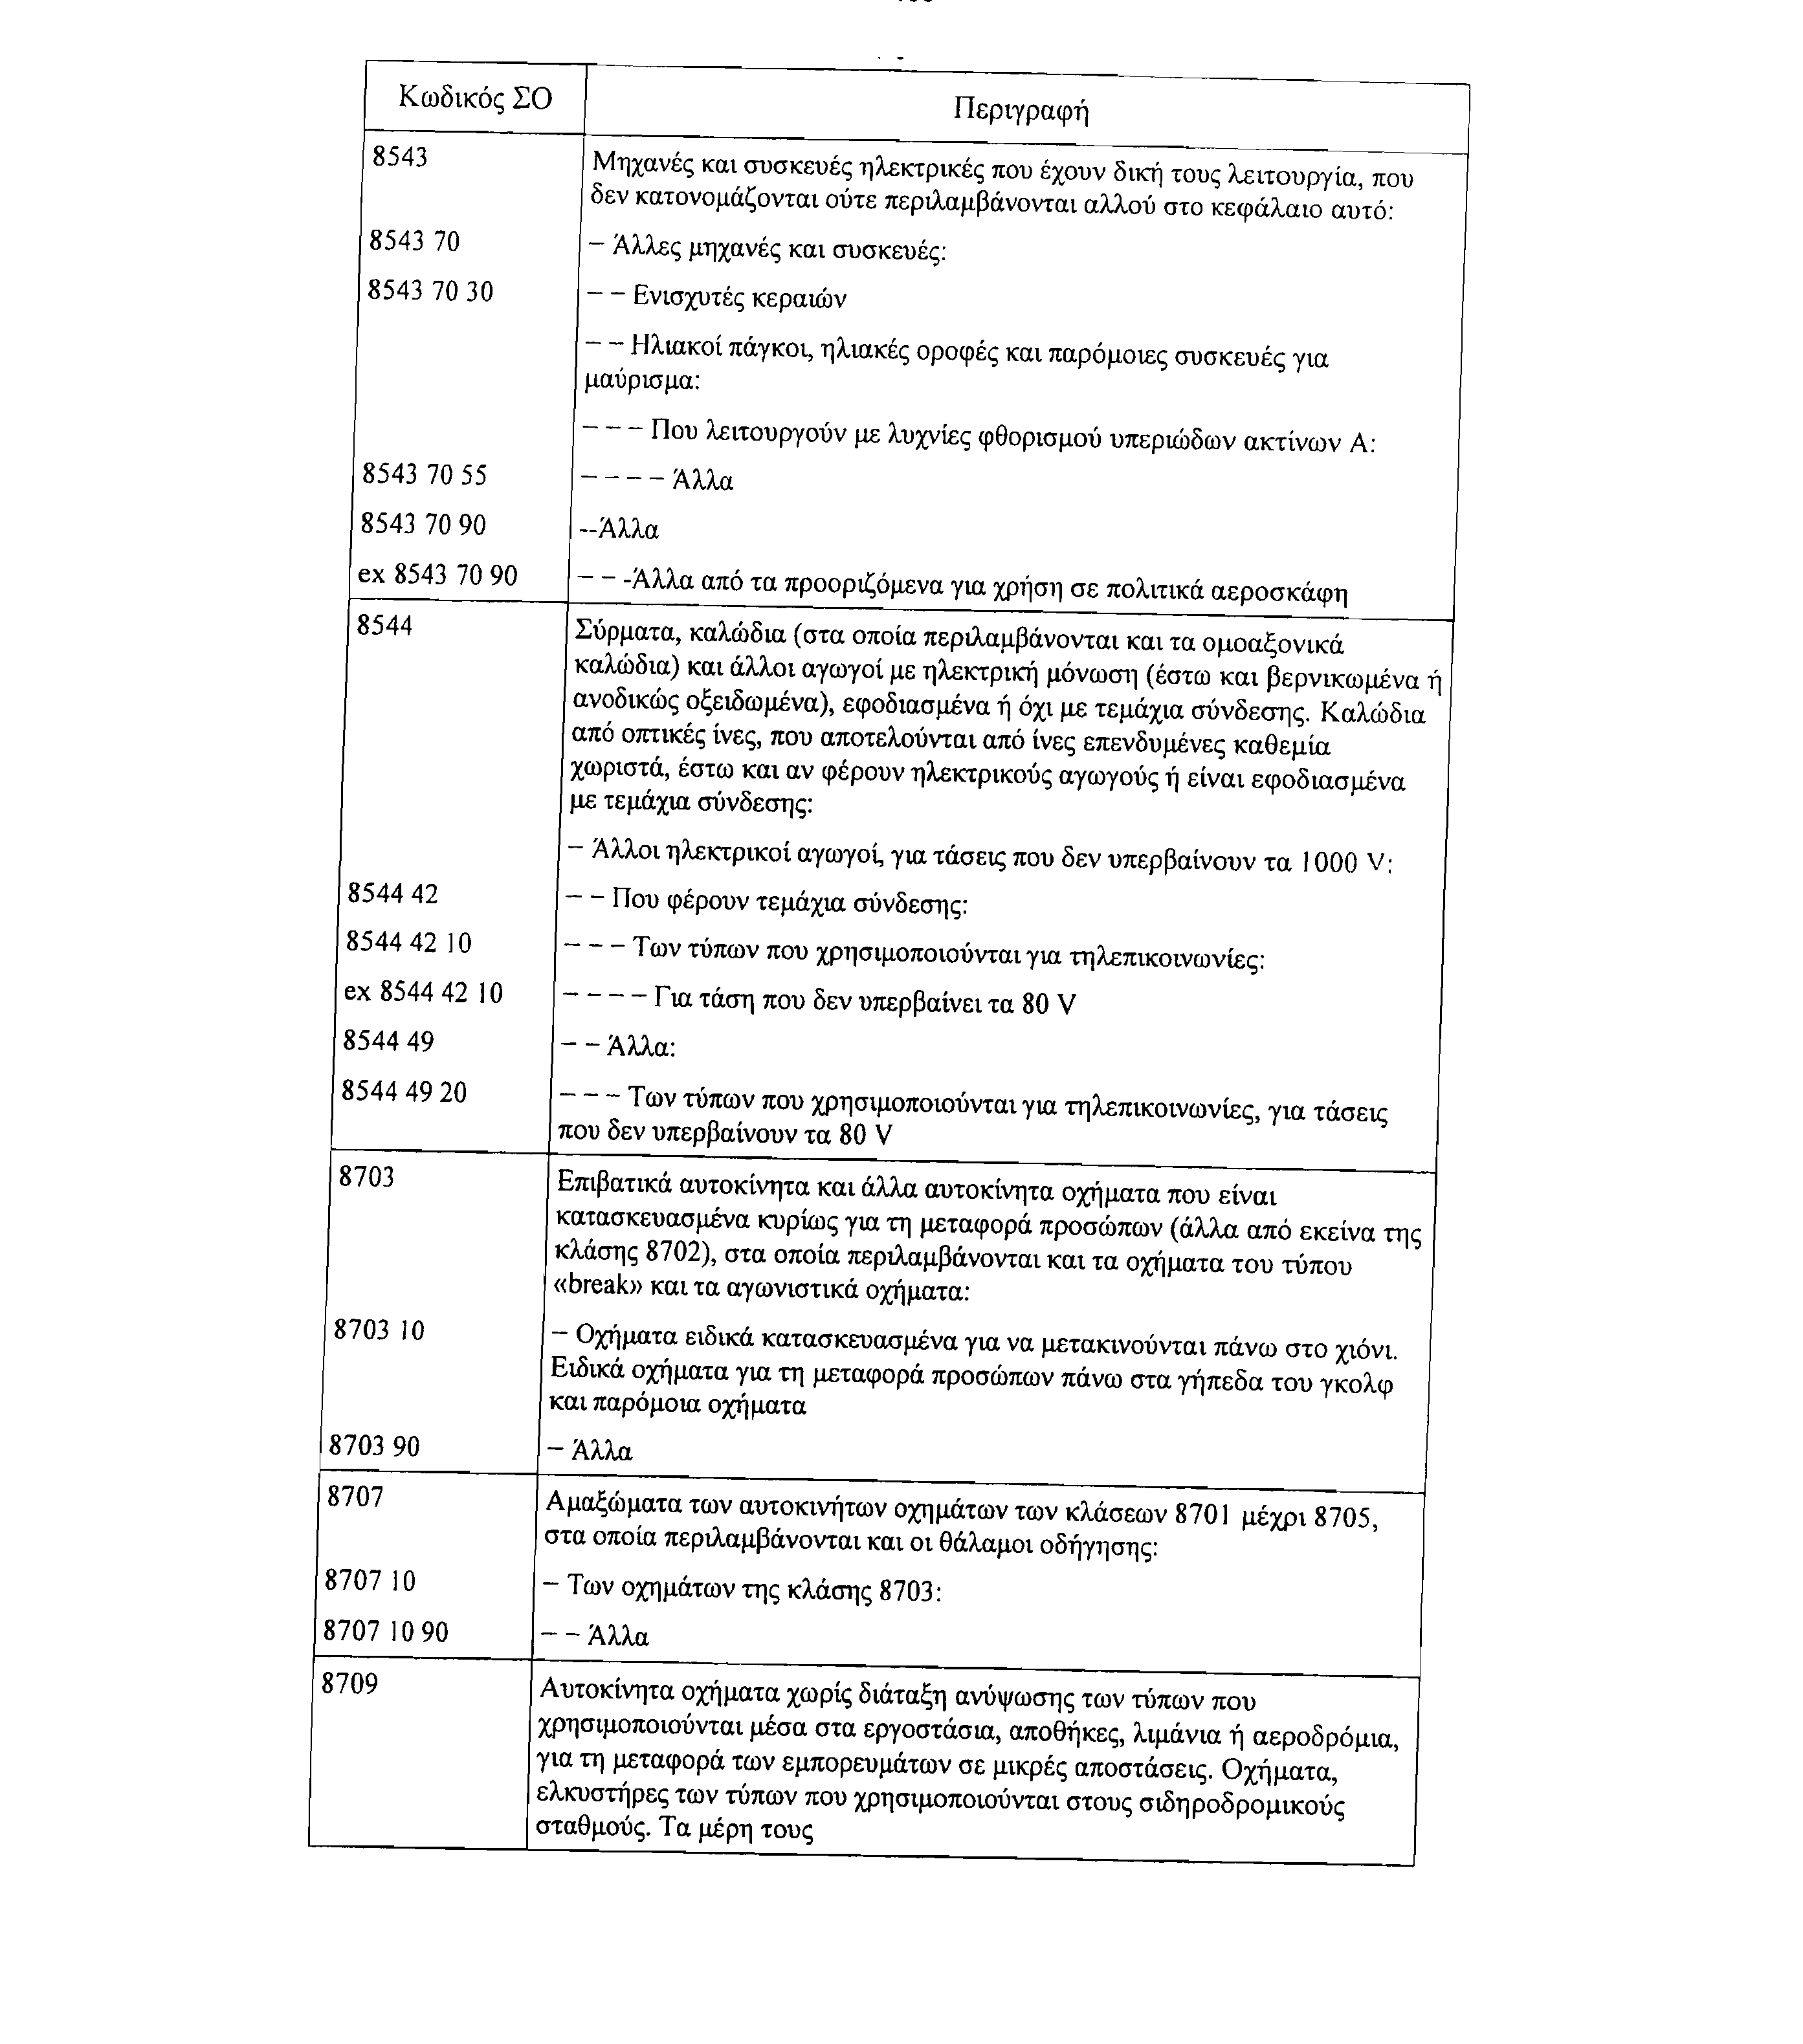 Κωδικός ΣΟ Περιγραφή
8543 Μηχανές και συσκευές ηλεκτρικές που έχουν δική τους λειτουργία, που
δεν κατονομάζονται ούτε περιλαμβάνονται αλλού στο κεφάλαιο αυτό:
8543 70 – Άλλες μηχανές και συσκευές:
8543 70 30 – – Ενισχυτές κεραιών
– – Ηλιακοί πάγκοι, ηλιακές οροφές και παρόμοιες συσκευές για
μαύρισμα:
– – – Που λειτουργούν με λυχνίες φθορισμού υπεριώδων ακτίνων Α:
8543 70 55 – – – – Άλλα
8543 70 90 --Άλλα
ex 8543 70 90 – – -Άλλα από τα προοριζόμενα για χρήση σε πολιτικά αεροσκάφη
8544 Σύρματα, καλώδια (στα οποία περιλαμβάνονται και τα ομοαξονικά
καλώδια) και άλλοι αγωγοί με ηλεκτρική μόνωση (έστω και βερνικωμένα ή
ανοδικώς οξειδωμένα), εφοδιασμένα ή όχι με τεμάχια σύνδεσης. Καλώδια
από οπτικές ίνες, που αποτελούνται από ίνες επενδυμένες καθεμία
χωριστά, έστω και αν φέρουν ηλεκτρικούς αγωγούς ή είναι εφοδιασμένα
με τεμάχια σύνδεσης:
– Άλλοι ηλεκτρικοί αγωγοί, για τάσεις που δεν υπερβαίνουν τα 1000 V:
8544 42 – – Που φέρουν τεμάχια σύνδεσης:
8544 42 10 – – – Των τύπων που χρησιμοποιούνται για τηλεπικοινωνίες:
ex 8544 42 10 – – – – Για τάση που δεν υπερβαίνει τα 80 V
8544 49 – – Άλλα:
8544 49 20 – – – Των τύπων που χρησιμοποιούνται για τηλεπικοινωνίες, για τάσεις
που δεν υπερβαίνουν τα 80 V
8703 Επιβατικά αυτοκίνητα και άλλα αυτοκίνητα οχήματα που είναι
κατασκευασμένα κυρίως για τη μεταφορά προσώπων (άλλα από εκείνα της
κλάσης 8702), στα οποία περιλαμβάνονται και τα οχήματα του τύπου
«break» και τα αγωνιστικά οχήματα:
8703 10 – Οχήματα ειδικά κατασκευασμένα για να μετακινούνται πάνω στο χιόνι.
Ειδικά οχήματα για τη μεταφορά προσώπων πάνω στα γήπεδα του γκολφ
και παρόμοια οχήματα
8703 90 – Άλλα
8707 Αμαξώματα των αυτοκινήτων οχημάτων των κλάσεων 8701 μέχρι 8705,
στα οποία περιλαμβάνονται και οι θάλαμοι οδήγησης:
8707 10 – Των οχημάτων της κλάσης 8703:
8707 10 90 – – Άλλα
8709 Αυτοκίνητα οχήματα χωρίς διάταξη ανύψωσης των τύπων που
χρησιμοποιούνται μέσα στα εργοστάσια, αποθήκες, λιμάνια ή αεροδρόμια,
για τη μεταφορά των εμπορευμάτων σε μικρές αποστάσεις. Οχήματα,
ελκυστήρες των τύπων που χρησιμοποιούνται στους σιδηροδρομικούς
σταθμούς. Τα μέρη τους